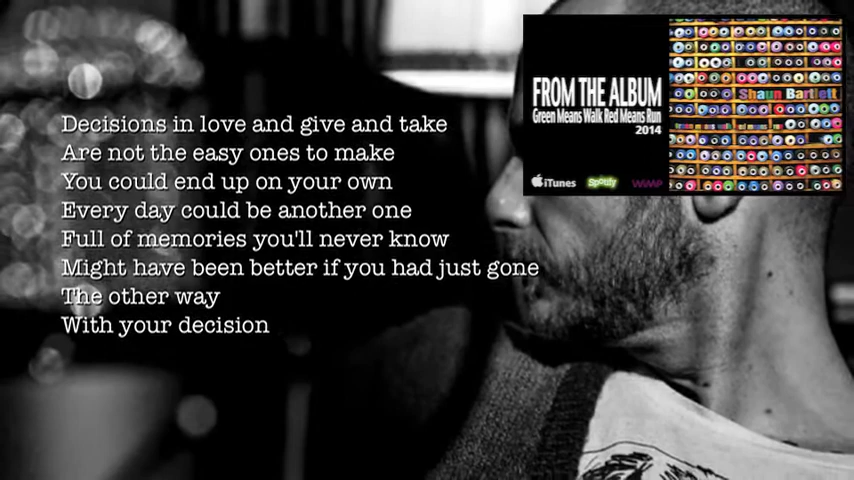 Decisions in love and give and take
Are not the easy ones to make
You could end up on your own
Every day could be another one
Full of memories you'll never know
Might have been better if you had just gone
The other way
With your decision
FROM THE ALBUM
Green Means Walk Red Means Run
2014
iTunes Spotify WiMP
Shaun Bartlett